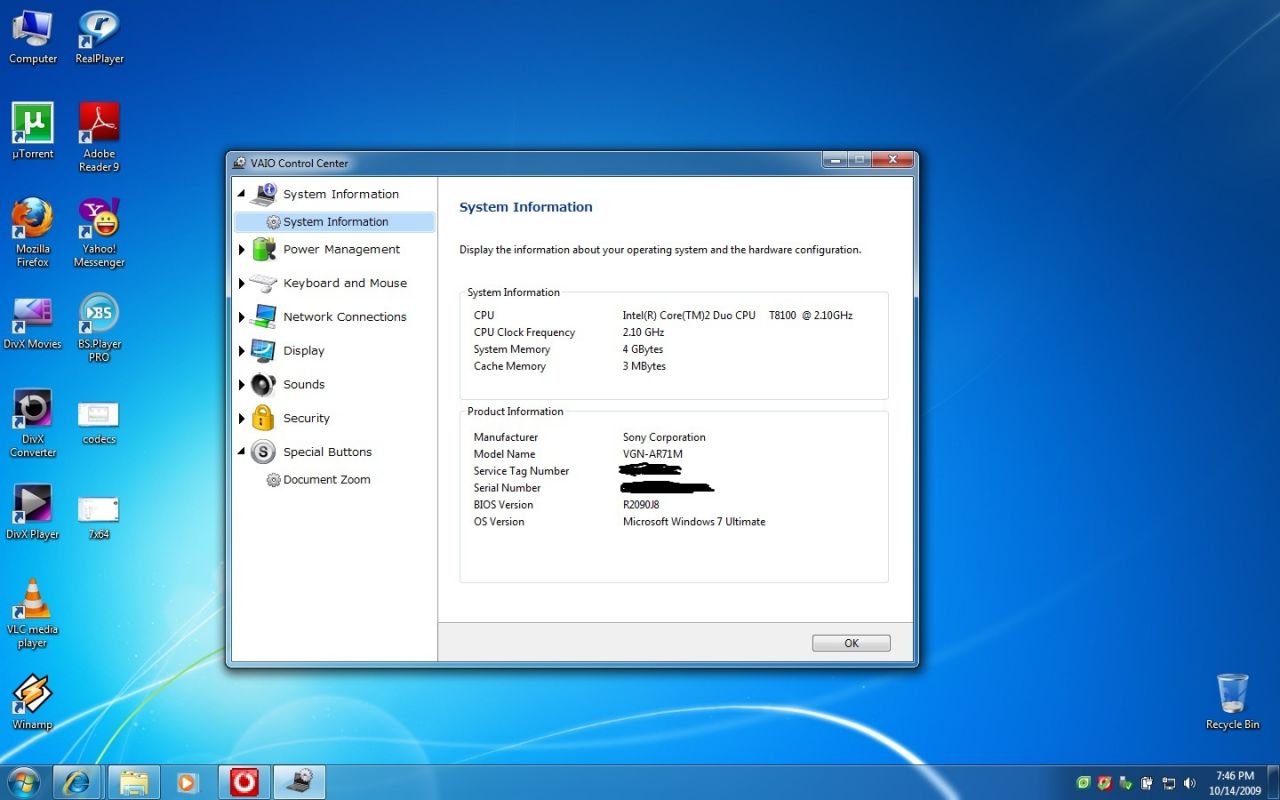 Computer
RealPlayer
µTorrent
Adobe
Reader 9
Mozilla
Firefox
Yahoo!
Messenger
DivX Movies
BS.Player
PRO
DivX
Converter
codecs
DivX Player
7x64
VLC media
player
Winamp
VAIO Control Center
System Information
System Information
Power Management
Keyboard and Mouse
Network Connections
Display
Sounds
Security
Special Buttons
Document Zoom
System Information
Display the information about your operating system and the hardware configuration.
System Information
CPU Intel(R) Core(TM)2 Duo CPU T8100 @ 2.10GHz
CPU Clock Frequency 2.10 GHz
System Memory 4 GBytes
Cache Memory 3 MBytes
Product Information
Manufacturer Sony Corporation
Model Name VGN-AR71M
Service Tag Number
Serial Number
BIOS Version R2090J8
OS Version Microsoft Windows 7 Ultimate
OK
Recycle Bin
7:46 PM
10/14/2009